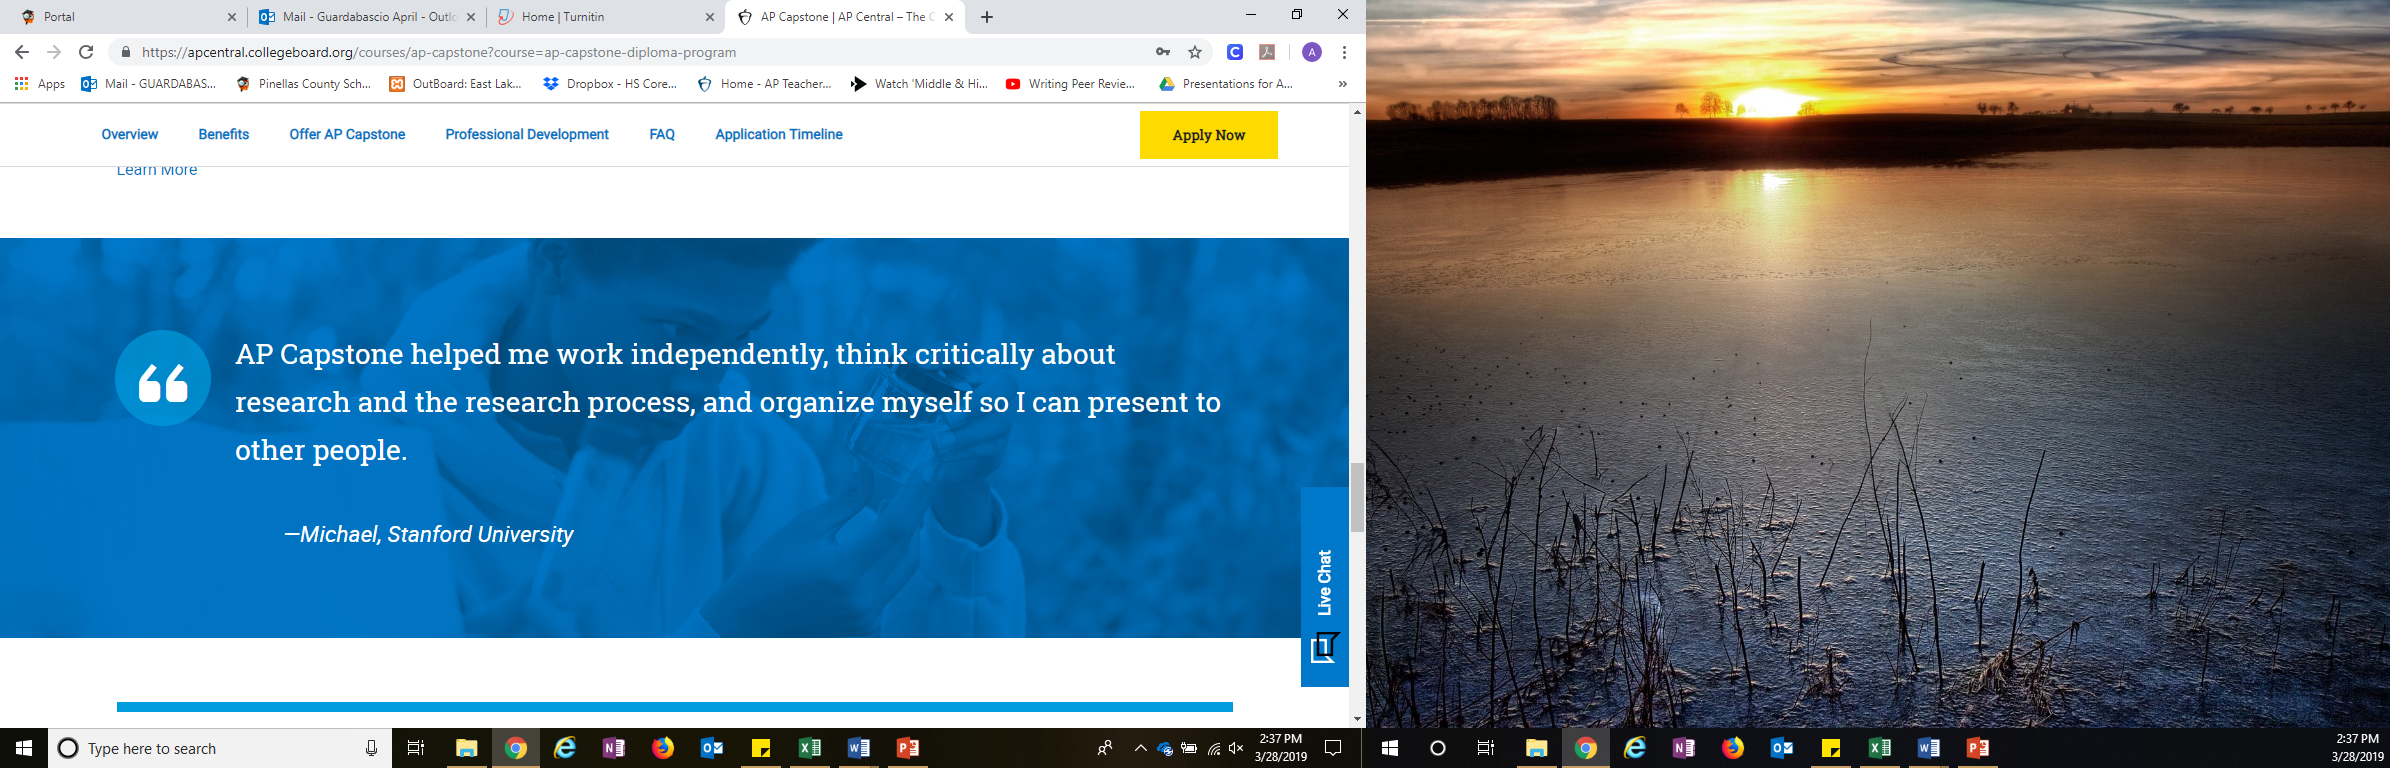 Portal
Mail - Guardabascio April - Outlo
Home | Turnitin
AP Capstone | AP Central – The C
https://apcentral.collegeboard.org/courses/ap-capstone?course=ap-capstone-diploma-program
A
Apps
Mail - GUARDABAS...
Pinellas County Sch...
OutBoard: East Lak...
Dropbox - HS Core...
Home - AP Teacher...
Watch 'Middle & Hi...
Writing Peer Revie...
Presentations for A...
»
Overview
Benefits
Offer AP Capstone
Professional Development
FAQ
Application Timeline
Apply Now
Learn More
“
AP Capstone helped me work independently, think critically about
research and the research process, and organize myself so I can present to
other people.
—Michael, Stanford University
Live Chat
Type here to search
2:37 PM
3/28/2019
2:37 PM
3/28/2019